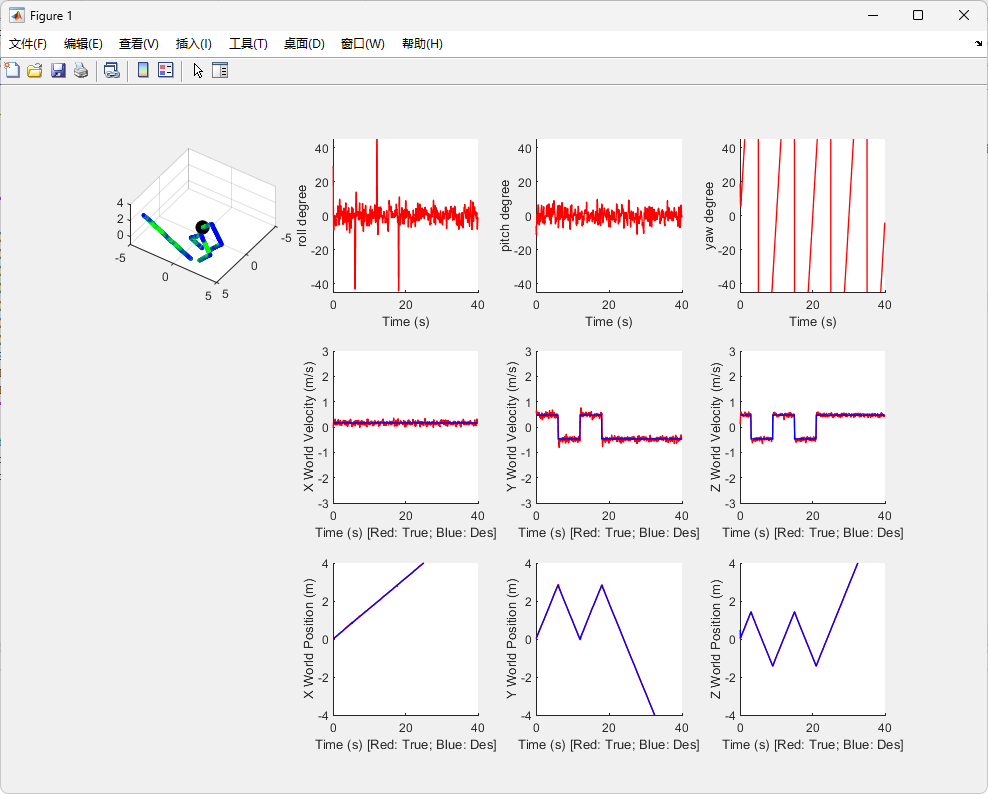 Figure 1
文件(F) 编辑(E) 查看(V) 插入(I) 工具(T) 桌面(D) 窗口(W) 帮助(H)
4
2
0
-5
0
5
5
0
-5
roll degree
40
20
0
-20
-40
0 20 40
Time (s)
pitch degree
40
20
0
-20
-40
0 20 40
Time (s)
yaw degree
40
20
0
-20
-40
0 20 40
Time (s)
X World Velocity (m/s)
3
2
1
0
-1
-2
-3
0 20 40
Time (s) [Red: True; Blue: Des]
Y World Velocity (m/s)
3
2
1
0
-1
-2
-3
0 20 40
Time (s) [Red: True; Blue: Des]
Z World Velocity (m/s)
3
2
1
0
-1
-2
-3
0 20 40
Time (s) [Red: True; Blue: Des]
X World Position (m)
4
2
0
-2
-4
0 20 40
Time (s) [Red: True; Blue: Des]
Y World Position (m)
4
2
0
-2
-4
0 20 40
Time (s) [Red: True; Blue: Des]
Z World Position (m)
4
2
0
-2
-4
0 20 40
Time (s) [Red: True; Blue: Des]